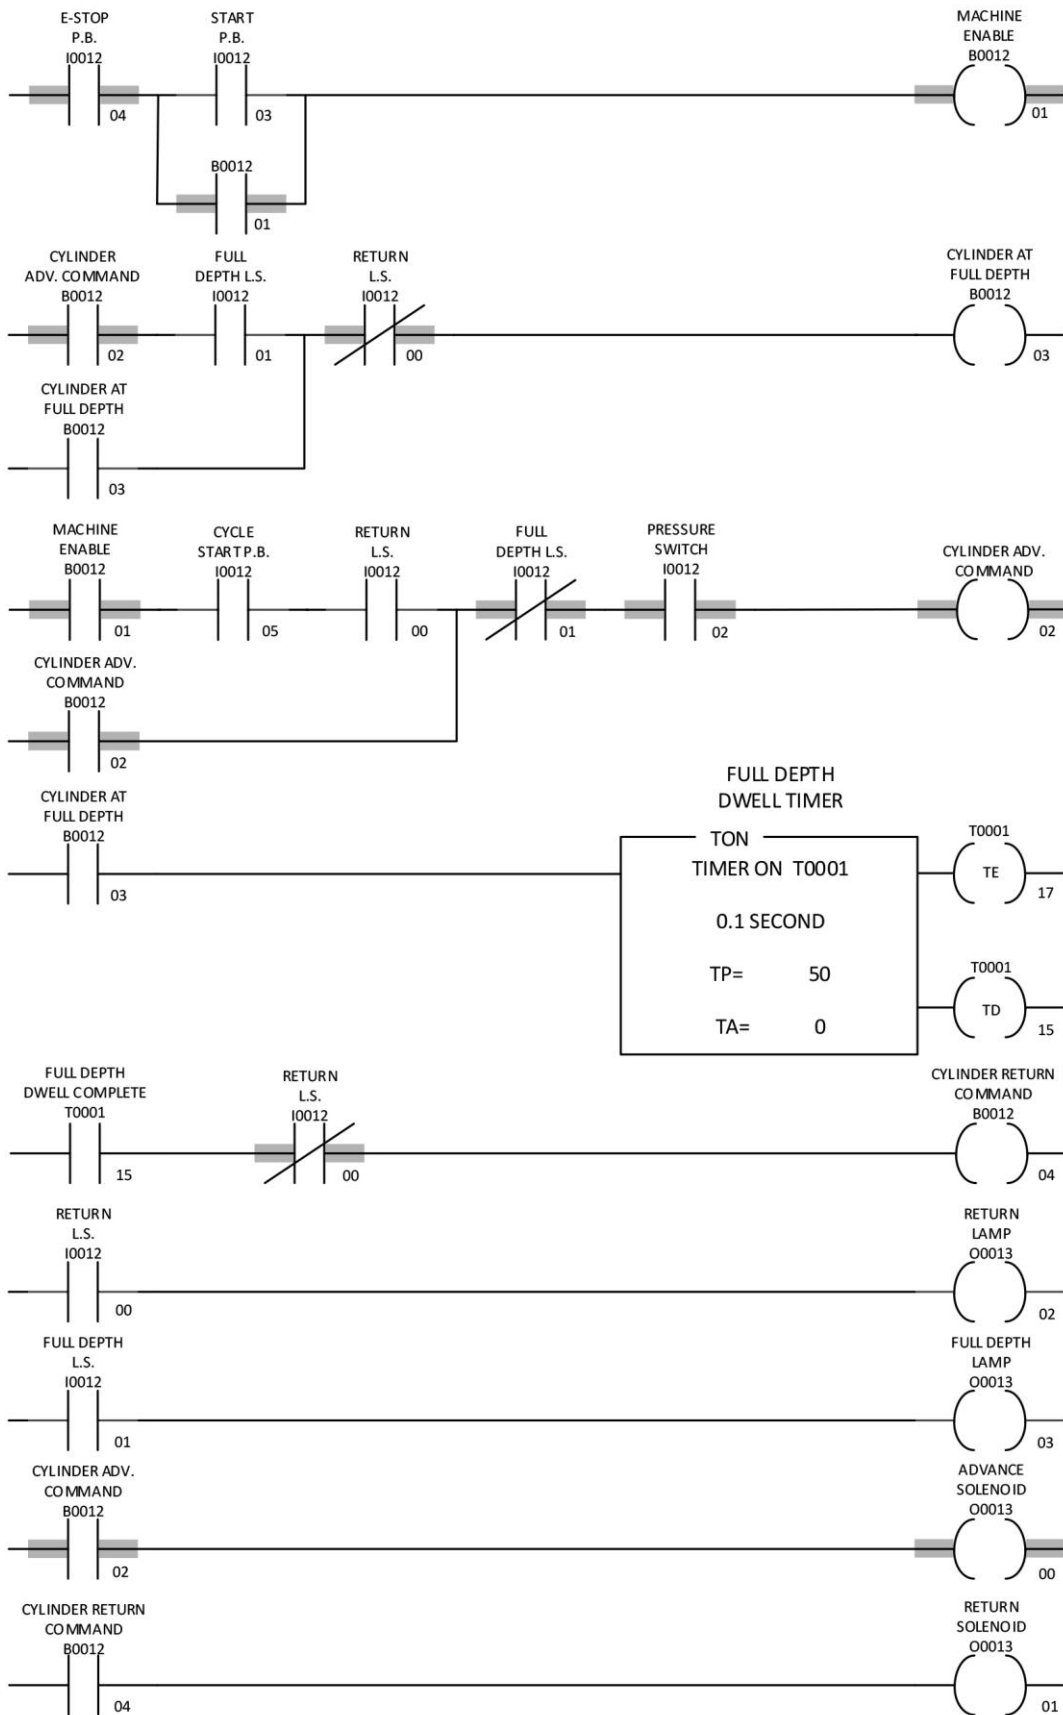 E-STOP
P.B.
I0012
04
START
P.B.
I0012
03
MACHINE
ENABLE
B0012
01
B0012
01
CYLINDER
ADV. COMMAND
B0012
02
FULL
DEPTH L.S.
I0012
01
RETURN
L.S.
I0012
00
CYLINDER AT
FULL DEPTH
B0012
03
CYLINDER AT
FULL DEPTH
B0012
03
MACHINE
ENABLE
B0012
01
CYCLE
START P.B.
I0012
05
RETURN
L.S.
I0012
00
FULL
DEPTH L.S.
I0012
01
PRESSURE
SWITCH
I0012
02
CYLINDER ADV.
COMMAND
02
CYLINDER ADV.
COMMAND
B0012
02
CYLINDER AT
FULL DEPTH
B0012
03
FULL DEPTH
DWELL TIMER
TON
TIMER ON T0001
0.1 SECOND
TP= 50
TA= 0
T0001
TE
17
T0001
TD
15
FULL DEPTH
DWELL COMPLETE
T0001
15
RETURN
L.S.
I0012
00
CYLINDER RETURN
COMMAND
B0012
04
RETURN
L.S.
I0012
00
RETURN
LAMP
O0013
02
FULL DEPTH
L.S.
I0012
01
FULL DEPTH
LAMP
O0013
03
CYLINDER ADV.
COMMAND
B0012
02
ADVANCE
SOLENOID
O0013
00
CYLINDER RETURN
COMMAND
B0012
04
RETURN
SOLENOID
O0013
01